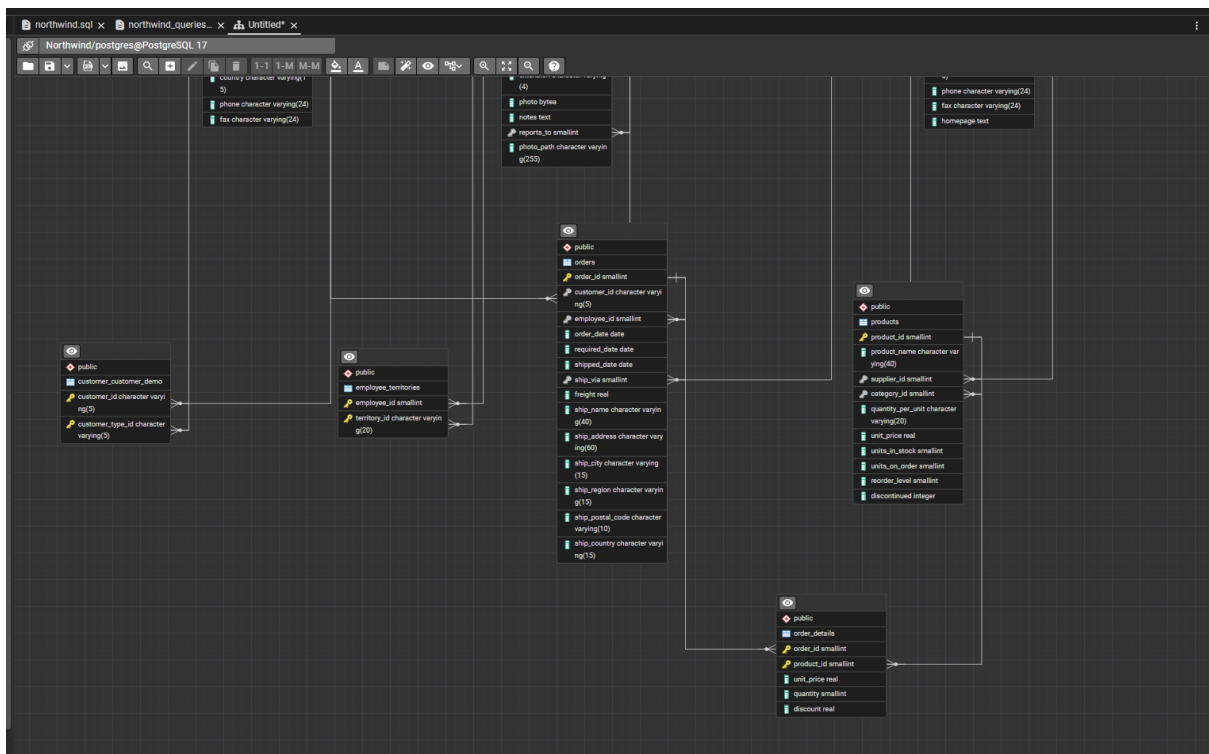 northwind.sql
northwind_queries...
Untitled*
Northwind/postgres@PostgreSQL 17
1-1 1-M M-M
country character varying(1
5)
phone character varying(24)
fax character varying(24)
(4)
photo bytea
notes text
reports_to smallint
photo_path character varyin
g(255)
phone character varying(24)
fax character varying(24)
homepage text
public
orders
order_id smallint
customer_id character varyi
ng(5)
employee_id smallint
order_date date
required_date date
shipped_date date
ship_via smallint
freight real
ship_name character varyin
g(40)
ship_address character vary
ing(60)
ship_city character varying
(15)
ship_region character varyin
g(15)
ship_postal_code character
varying(10)
ship_country character varyi
ng(15)
public
products
product_id smallint
product_name character var
ying(40)
supplier_id smallint
category_id smallint
quantity_per_unit character
varying(20)
unit_price real
units_in_stock smallint
units_on_order smallint
reorder_level smallint
discontinued integer
public
customer_customer_demo
customer_id character varyi
ng(5)
customer_type_id character
varying(5)
public
employee_territories
employee_id smallint
territory_id character varyin
g(20)
public
order_details
order_id smallint
product_id smallint
unit_price real
quantity smallint
discount real